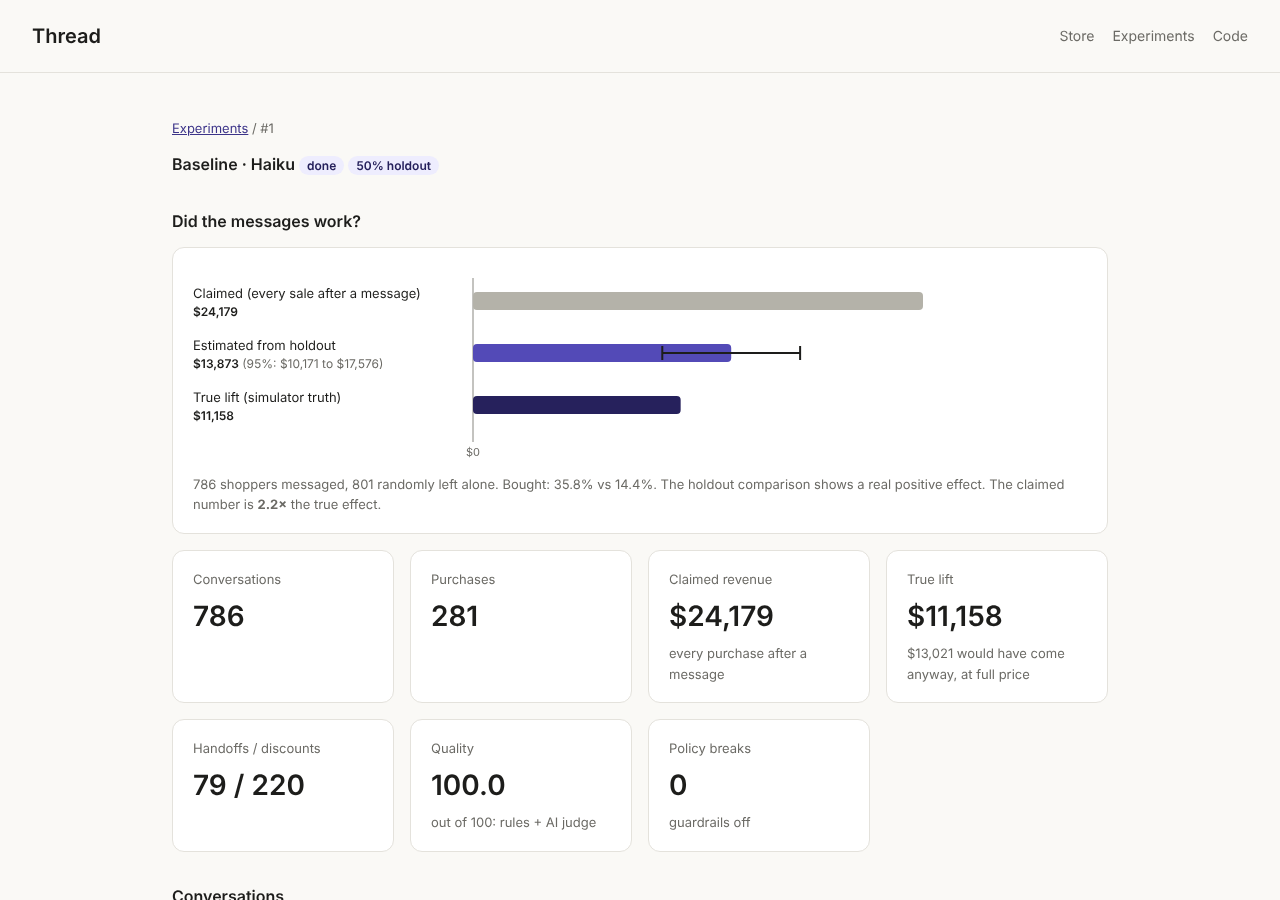 Thread
Store Experiments Code
Experiments / #1
Baseline · Haiku done 50% holdout
Did the messages work?
Claimed (every sale after a message)
$24,179
Estimated from holdout
$13,873 (95%: $10,171 to $17,576)
True lift (simulator truth)
$11,158
$0
786 shoppers messaged, 801 randomly left alone. Bought: 35.8% vs 14.4%. The holdout comparison shows a real positive effect. The claimed
number is 2.2× the true effect.
Conversations
786
Purchases
281
Claimed revenue
$24,179
every purchase after a
message
True lift
$11,158
$13,021 would have come
anyway, at full price
Handoffs / discounts
79 / 220
Quality
100.0
out of 100: rules + AI judge
Policy breaks
0
guardrails off
Conversations